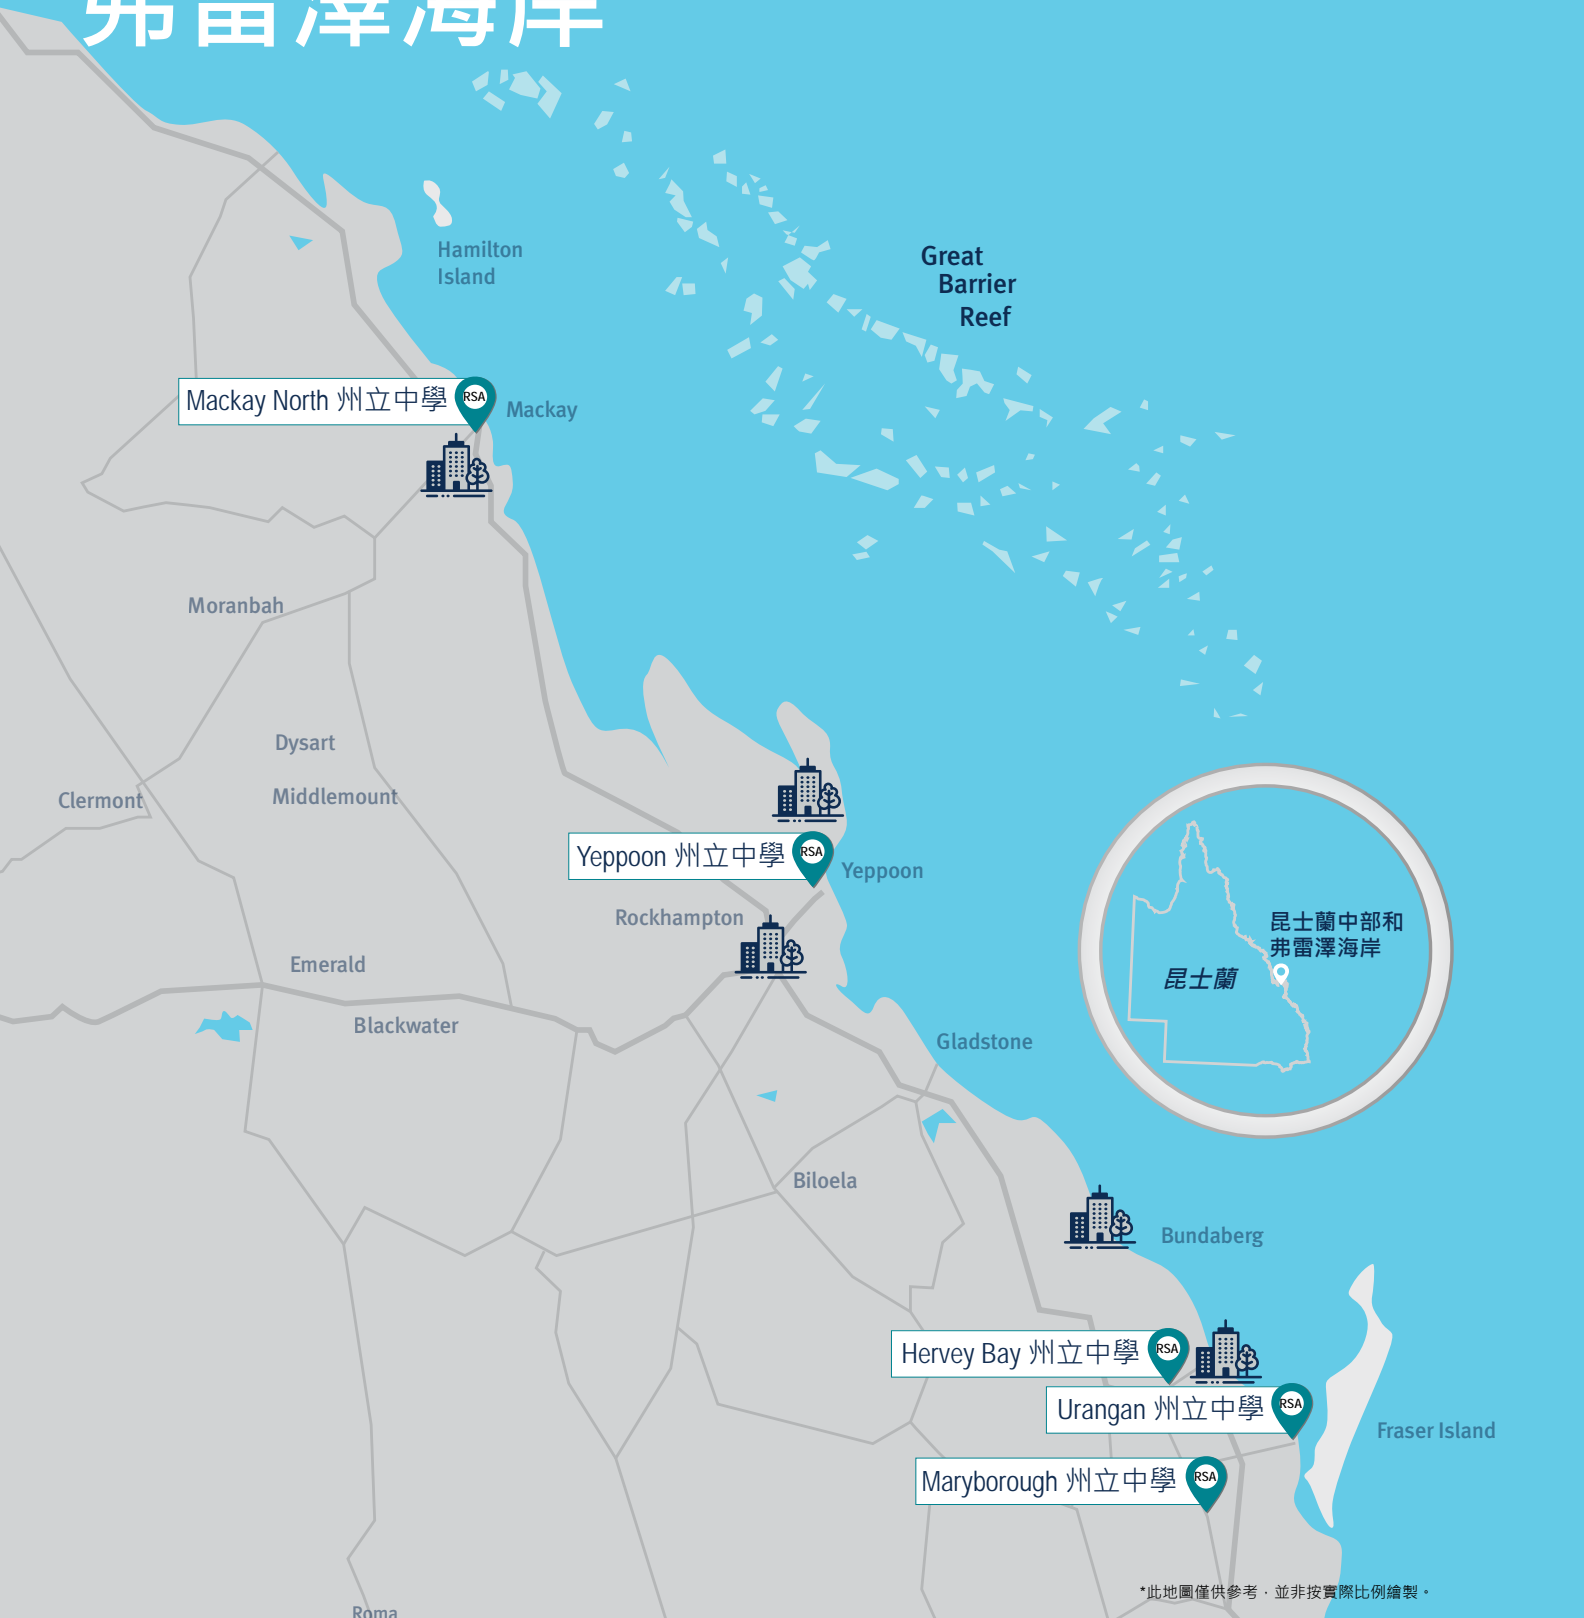 弗雷澤海岸
Hamilton
Island
Great
Barrier
Reef
Mackay North 州立中學
RSA
Mackay
Moranbah
Dysart
Middlemount
Clermont
Yeppoon 州立中學
RSA
Yeppoon
Rockhampton
昆士蘭中部和
弗雷澤海岸
昆士蘭
Emerald
Blackwater
Gladstone
Biloela
Bundaberg
Hervey Bay 州立中學
RSA
Urangan 州立中學
RSA
Fraser Island
Maryborough 州立中學
RSA
*此地圖僅供參考，並非按實際比例繪製。
Roma